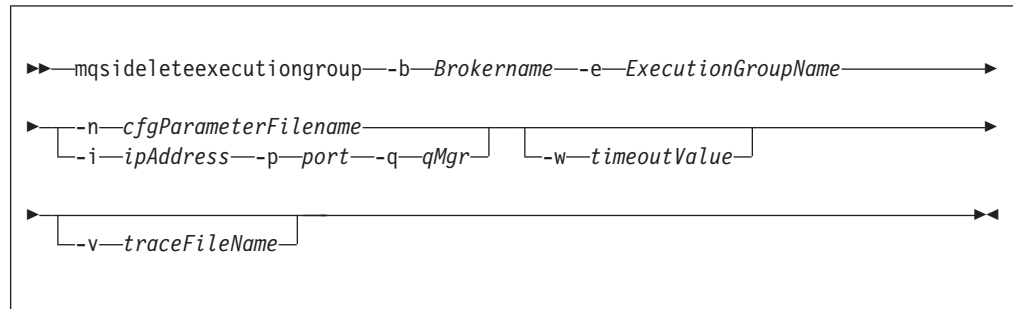 mqsideleteexecutiongroup -b Brokername -e ExecutionGroupName
-n cfgParameterFilename
-i ipAddress -p port -q qMgr -w timeoutValue
-v traceFileName